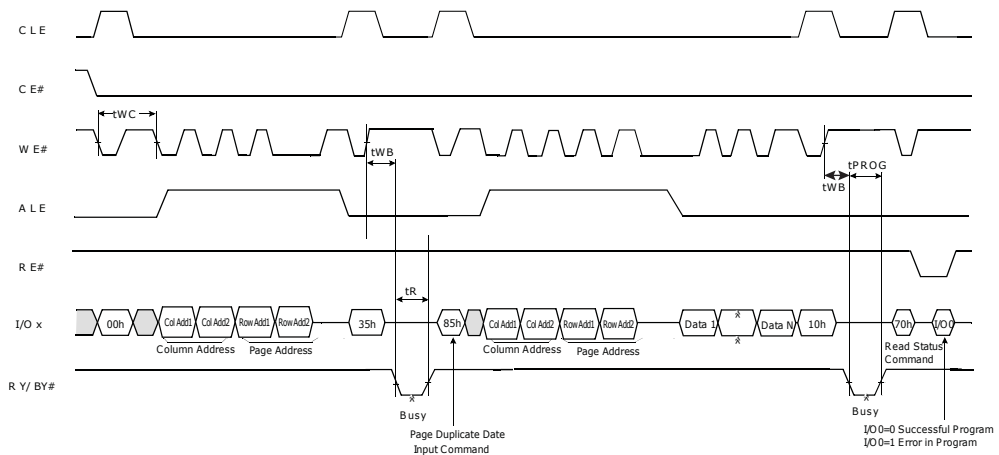 CLE
CE#
tWC
WE#
tWB
tPROG
tWB
ALE
RE#
tR
I/O x
00h
Col Add1
Col Add2
Row Add1
Row Add2
35h
85h
Col Add1
Col Add2
Row Add1
Row Add2
Data 1
Data N
10h
70h
I/O0
Column Address
Page Address
Column Address
Page Address
Read Status
Command
RY/BY#
Busy
Busy
Page Duplicate Date
Input Command
I/O0=0 Successful Program
I/O0=1 Error in Program